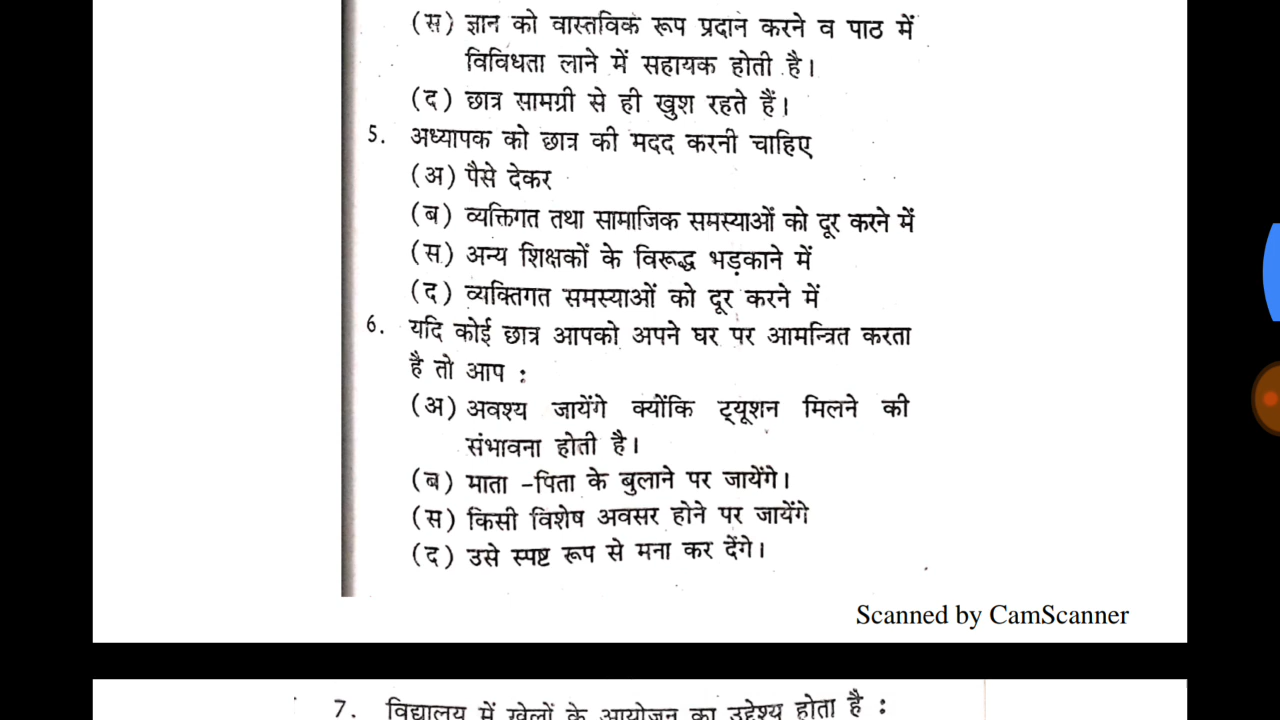 (स) ज्ञान को वास्तविक रूप प्रदान करने व पाठ में
विविधता लाने में सहायक होती है।
(द) छात्र सामग्री से ही खुश रहते हैं।
5. अध्यापक को छात्र की मदद करनी चाहिए
(अ) पैसे देकर
(ब) व्यक्तिगत तथा सामाजिक समस्याओं को दूर करने में
(स) अन्य शिक्षकों के विरूद्ध भड़काने में
(द) व्यक्तिगत समस्याओं को दूर करने में
6. यदि कोई छात्र आपको अपने घर पर आमन्त्रित करता
है तो आप :
(अ) अवश्य जायेंगे क्योंकि ट्यूशन मिलने की
संभावना होती है।
(ब) माता -पिता के बुलाने पर जायेंगे।
(स) किसी विशेष अवसर होने पर जायेंगे
(द) उसे स्पष्ट रूप से मना कर देंगे।
Scanned by CamScanner
7. विद्यालय में खेलों के आयोजन का उद्देश्य होता है :